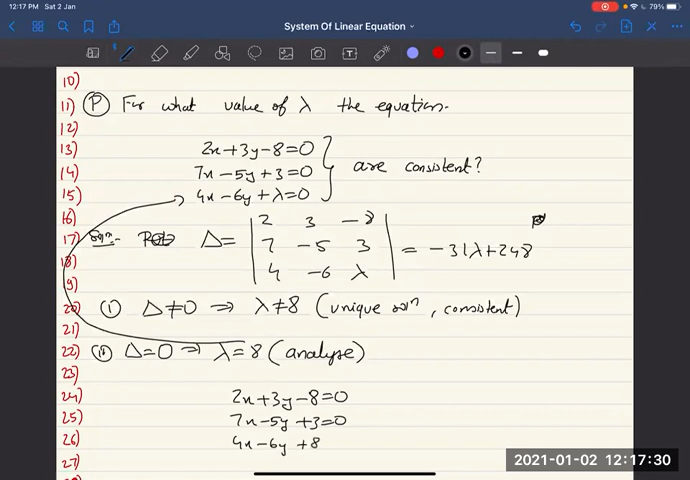 12:17 PM Sat 2 Jan
79%
System Of Linear Equation
10)
11) (P) For what value of λ the equation.
12)
13) 2x+3y-8=0
14) 7x-5y+3=0 } are consistent?
15) 4x-6y+λ=0
16) 2 3 -8
17) Soln:- Δ= 7 -5 3 = -31λ+248
18) 4 -6 λ
19)
20) (i) Δ≠0 ⇒ λ≠8 (unique soln, consistent)
21)
22) (ii) Δ=0 ⇒ λ=8 (analyse)
23)
24) 2x+3y-8=0
25) 7x-5y+3=0
26) 4x-6y+8
27)
2021-01-02 12:17:30